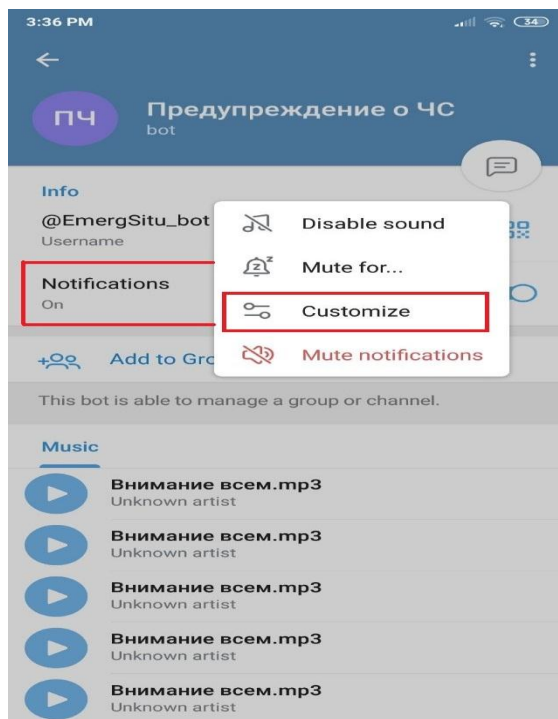 3:36 PM
34
ПЧ
Предупреждение о ЧС
bot
Info
@EmergSitu_bot
Username
Notifications
On
Disable sound
Mute for...
Customize
Mute notifications
Add to Gro
This bot is able to manage a group or channel.
Music
Внимание всем.mp3
Unknown artist
Внимание всем.mp3
Unknown artist
Внимание всем.mp3
Unknown artist
Внимание всем.mp3
Unknown artist
Внимание всем.mp3
Unknown artist